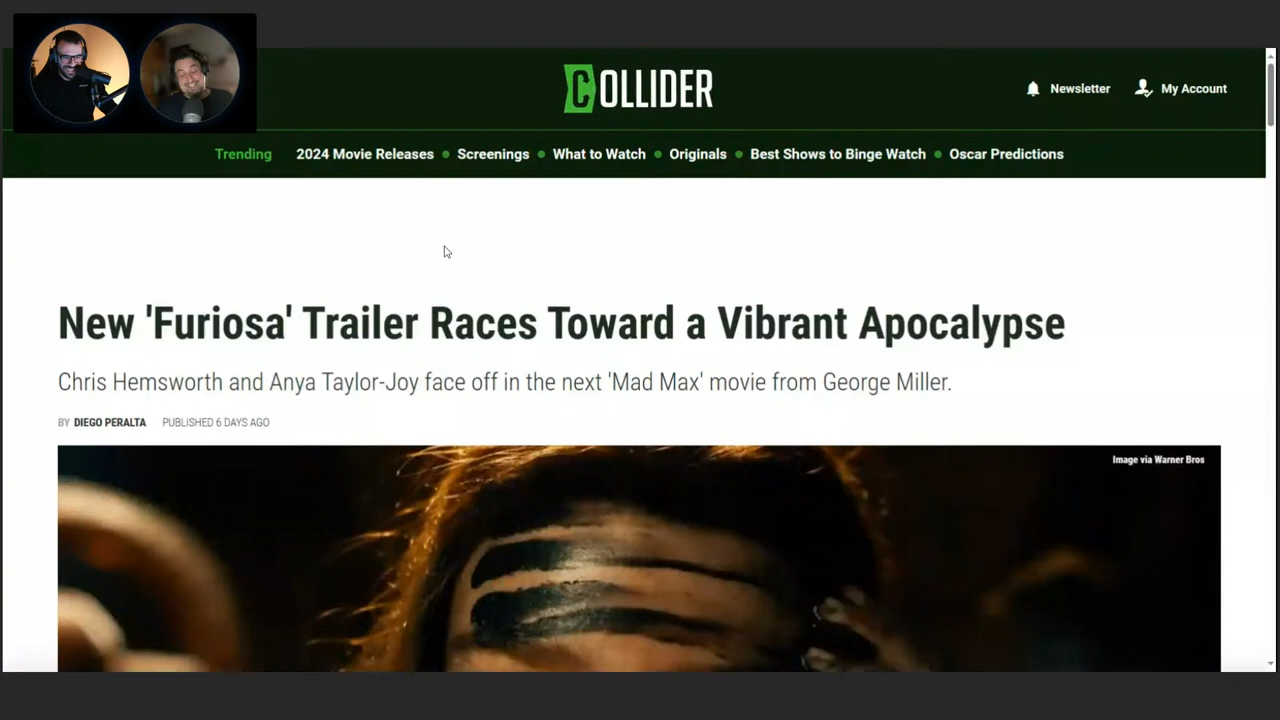 COLLIDER
Newsletter
My Account
Trending
2024 Movie Releases
Screenings
What to Watch
Originals
Best Shows to Binge Watch
Oscar Predictions
New 'Furiosa' Trailer Races Toward a Vibrant Apocalypse
Chris Hemsworth and Anya Taylor-Joy face off in the next 'Mad Max' movie from George Miller.
BY DIEGO PERALTA PUBLISHED 6 DAYS AGO
Image via Warner Bros